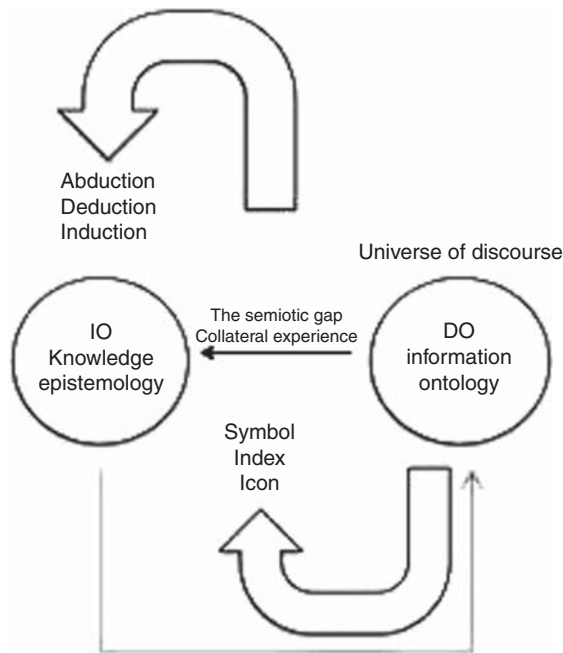 Abduction
Deduction
Induction
Universe of discourse
The semiotic gap
Collateral experience
IO
Knowledge
epistemology
DO
information
ontology
Symbol
Index
Icon